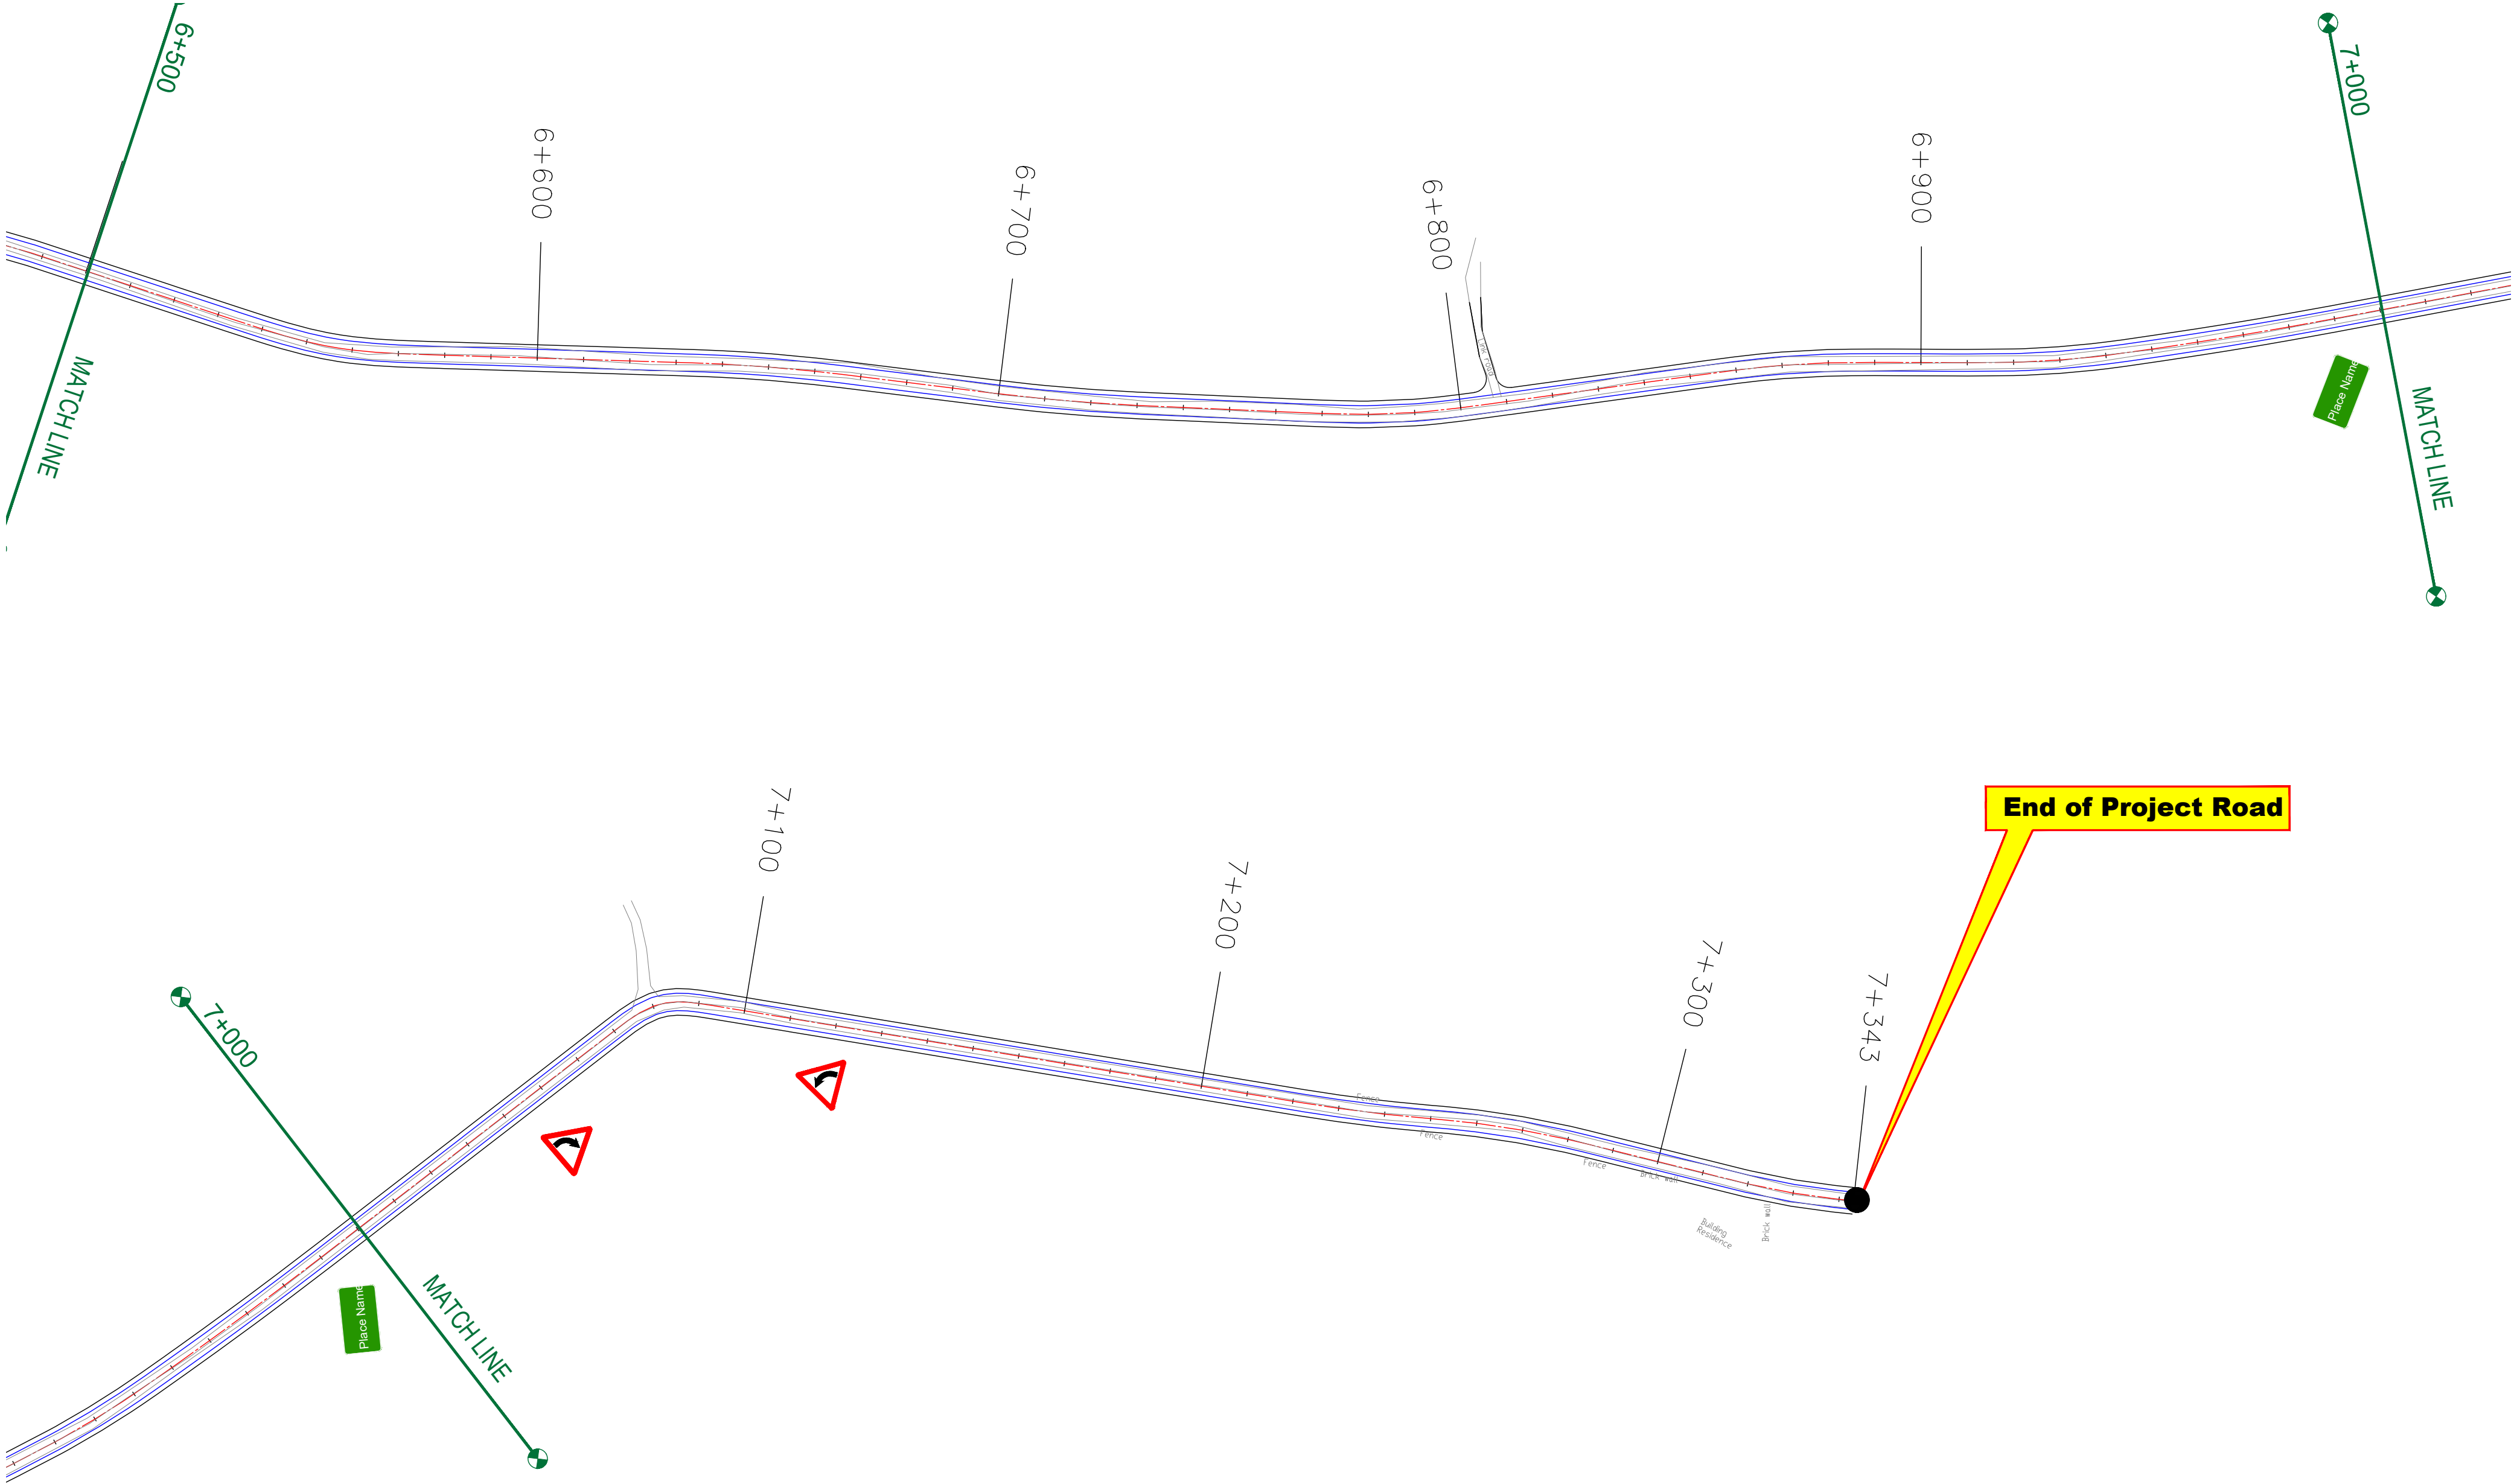 6+500
MATCH LINE
6+600
6+700
6+800
Link road
6+900
7+000
Place Name
MATCH LINE
End of Project Road
7+000
MATCH LINE
Place Name
7+100
7+200
7+300
7+343
Fence
Fence
Fence
Brick wall
Building
Residence
Brick wall